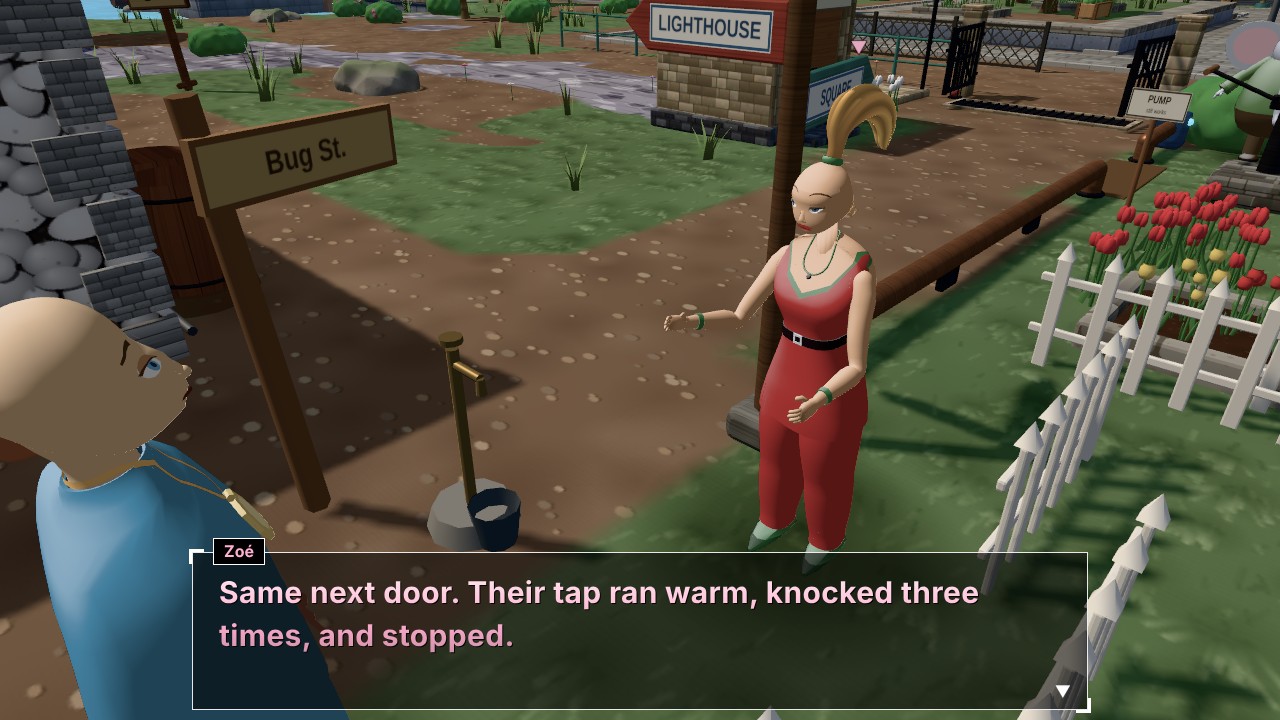 LIGHTHOUSE
SQUARE
PUMP
Bug St.
Zoé
Same next door. Their tap ran warm, knocked three
times, and stopped.